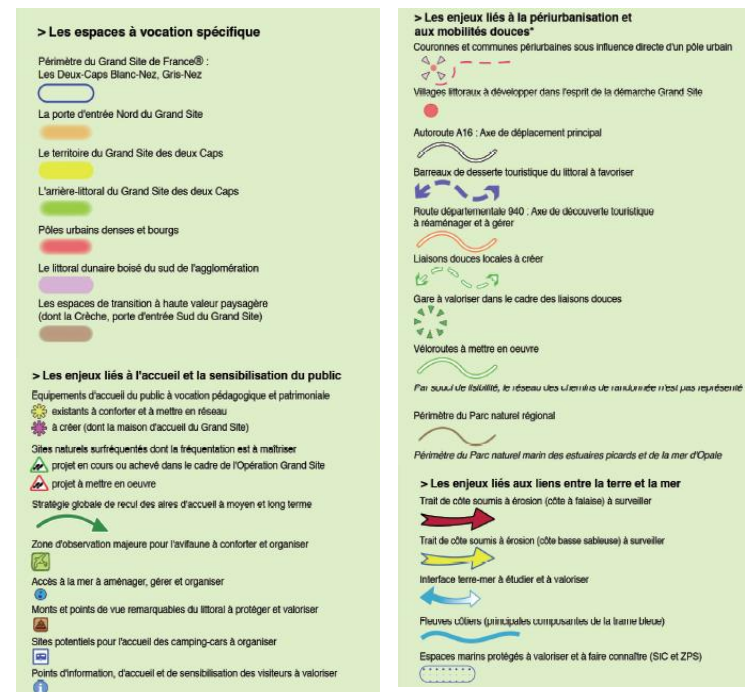 > Les espaces à vocation spécifique
Périmètre du Grand Site de France® :
Les Deux-Caps Blanc-Nez, Gris-Nez
La porte d'entrée Nord du Grand Site
Le territoire du Grand Site des deux Caps
L'arrière-littoral du Grand Site des deux Caps
Pôles urbains denses et bourgs
Le littoral dunaire boisé du sud de l'agglomération
Les espaces de transition à haute valeur paysagère
(dont la Crèche, porte d'entrée Sud du Grand Site)
> Les enjeux liés à l'accueil et la sensibilisation du public
Equipements d'accueil du public à vocation pédagogique et patrimoniale
existants à conforter et à mettre en réseau
à créer (dont la maison d'accueil du Grand Site)
Sites naturels surfréquentés dont la fréquentation est à maîtriser
projet en cours ou achevé dans le cadre de l'Opération Grand Site
projet à mettre en oeuvre
Stratégie globale de recul des aires d'accueil à moyen et long terme
Zone d'observation majeure pour l'avifaune à conforter et organiser
Accès à la mer à aménager, gérer et organiser
Monts et points de vue remarquables du littoral à protéger et valoriser
Sites potentiels pour l'accueil des camping-cars à organiser
Points d'information, d'accueil et de sensibilisation des visiteurs à valoriser
> Les enjeux liés à la périurbanisation et
aux mobilités douces*
Couronnes et communes périurbaines sous influence directe d'un pôle urbain
Villages littoraux à développer dans l'esprit de la démarche Grand Site
Autoroute A16 : Axe de déplacement principal
Barreaux de desserte touristique du littoral à favoriser
Route départementale 940 : Axe de découverte touristique
à réaménager et à gérer
Liaisons douces locales à créer
Gare à valoriser dans le cadre des liaisons douces
Véloroutes à mettre en oeuvre
Par souci de lisibilité, le réseau des chemins de randonnée n'est pas représenté
Périmètre du Parc naturel régional
Périmètre du Parc naturel marin des estuaires picards et de la mer d'Opale
> Les enjeux liés aux liens entre la terre et la mer
Trait de côte soumis à érosion (côte à falaise) à surveiller
Trait de côte soumis à érosion (côte basse sableuse) à surveiller
Interface terre-mer à étudier et à valoriser
Fleuves côtiers (principales composantes de la trame bleue)
Espaces marins protégés à valoriser et à faire connaître (SIC et ZPS)